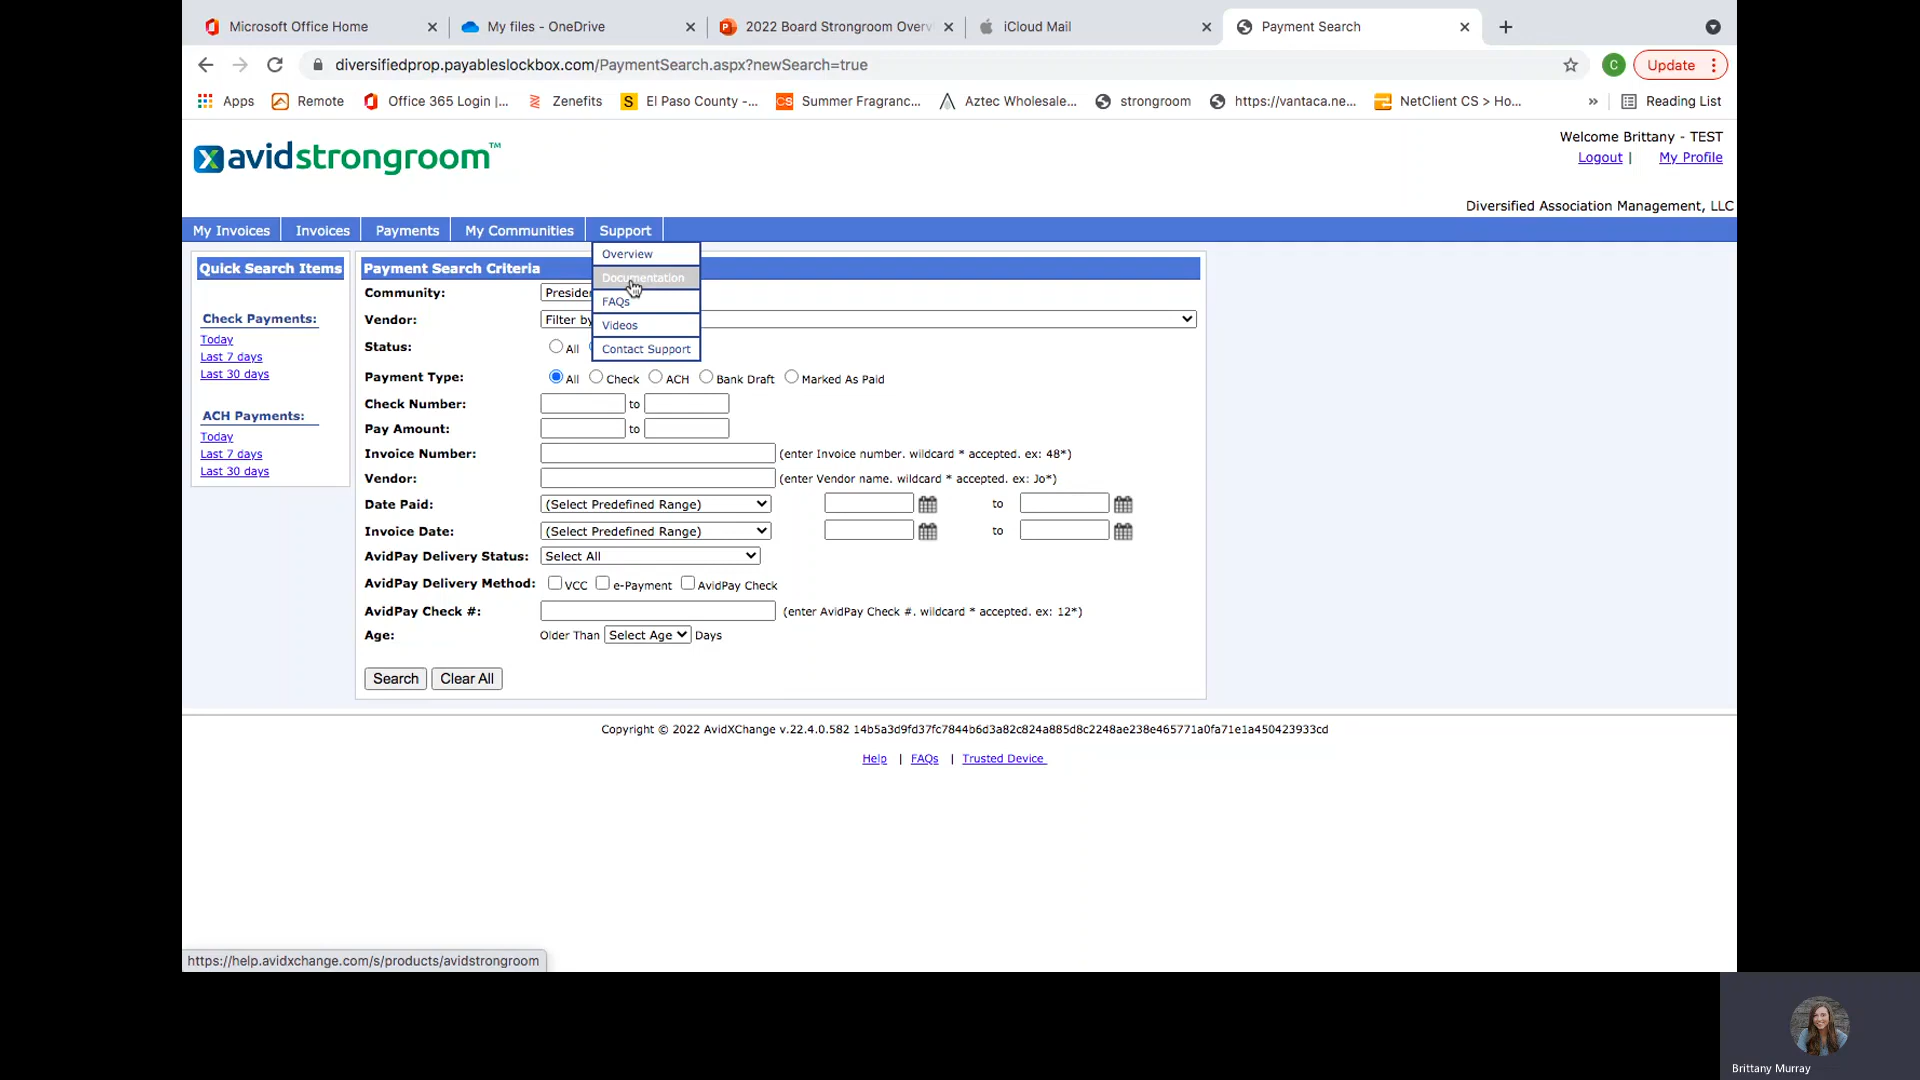 Microsoft Office Home
My files - OneDrive
2022 Board Strongroom Overv
iCloud Mail
Payment Search
diversifiedprop.payableslockbox.com/PaymentSearch.aspx?newSearch=true
C
Update
Apps
Remote
Office 365 Login |...
Zenefits
S
El Paso County -...
CS
Summer Fragranc...
Aztec Wholesale...
strongroom
https://vantaca.ne...
NetClient CS > Ho...
»
Reading List
avidstrongroom™
Welcome Brittany - TEST
Logout | My Profile
Diversified Association Management, LLC
My Invoices
Invoices
Payments
My Communities
Support
Overview
Documentation
FAQs
Videos
Contact Support
Quick Search Items
Check Payments:
Today
Last 7 days
Last 30 days
ACH Payments:
Today
Last 7 days
Last 30 days
Payment Search Criteria
Community: Presiden
Vendor: Filter by
Status: All
Payment Type: All Check ACH Bank Draft Marked As Paid
Check Number: to
Pay Amount: to
Invoice Number: (enter Invoice number. wildcard * accepted. ex: 48*)
Vendor: (enter Vendor name. wildcard * accepted. ex: Jo*)
Date Paid: (Select Predefined Range) to
Invoice Date: (Select Predefined Range) to
AvidPay Delivery Status: Select All
AvidPay Delivery Method: VCC e-Payment AvidPay Check
AvidPay Check #: (enter AvidPay Check #. wildcard * accepted. ex: 12*)
Age: Older Than Select Age Days
Search Clear All
Copyright © 2022 AvidXChange v.22.4.0.582 14b5a3d9fd37fc7844b6d3a82c824a885d8c2248ae238e465771a0fa71e1a450423933cd
Help | FAQs | Trusted Device
https://help.avidxchange.com/s/products/avidstrongroom
Brittany Murray